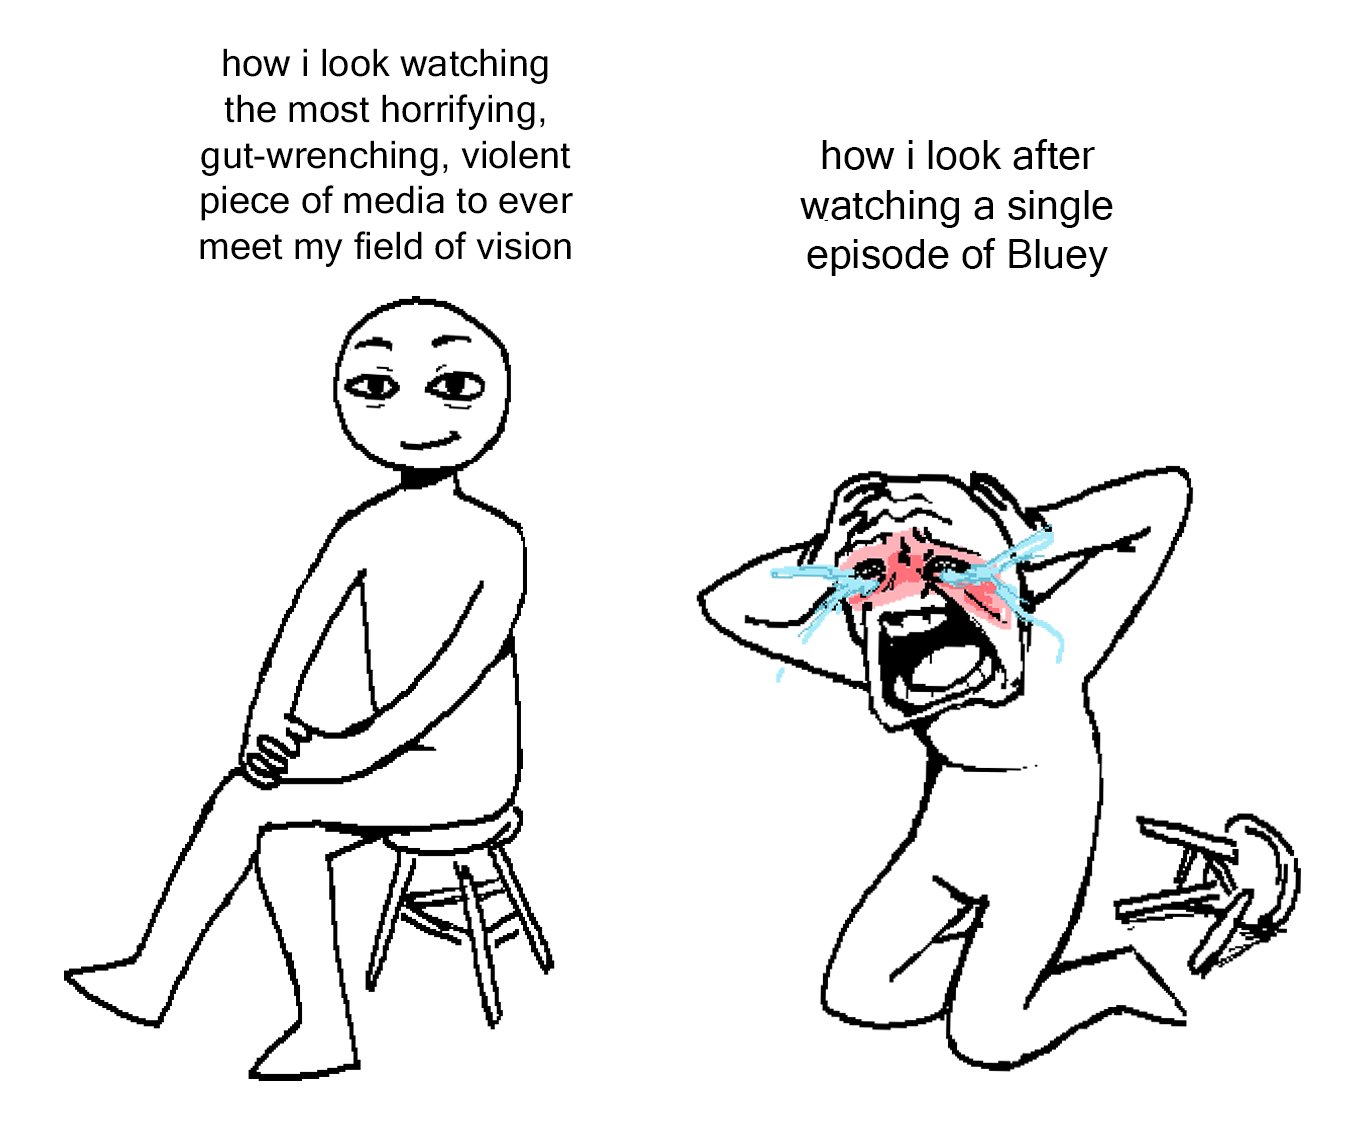 how i look watching
the most horrifying,
gut-wrenching, violent
piece of media to ever
meet my field of vision
how i look after
watching a single
episode of Bluey